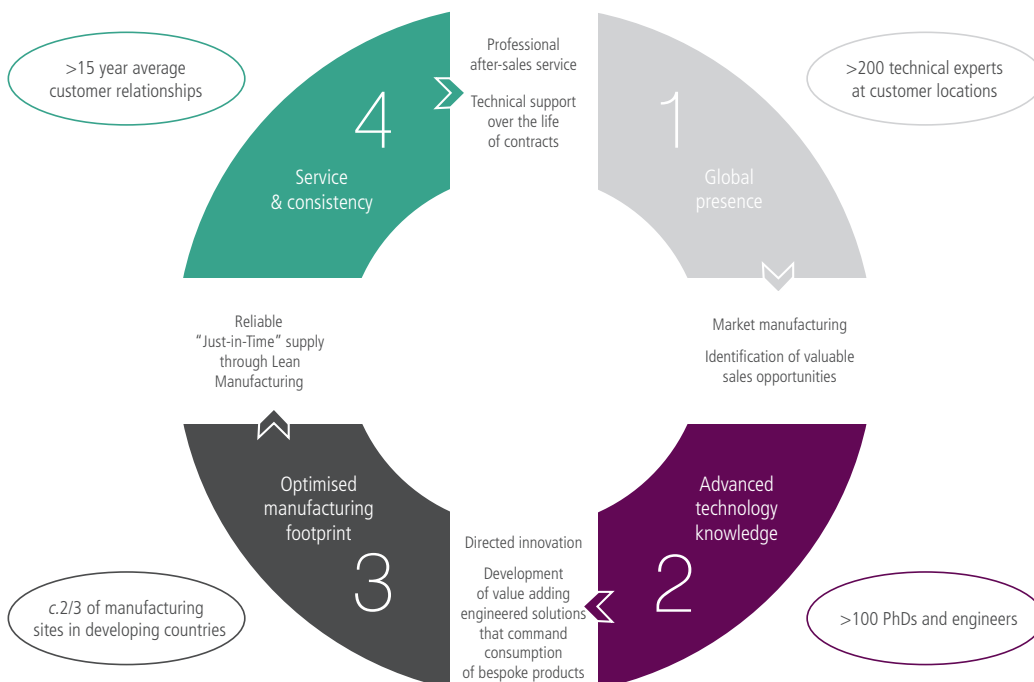 >15 year average
customer relationships
4
Service
& consistency
Professional
after-sales service
Technical support
over the life
of contracts
1
Global
presence
>200 technical experts
at customer locations
Market manufacturing
Identification of valuable
sales opportunities
Advanced
technology
knowledge
2
>100 PhDs and engineers
Directed innovation
Development
of value adding
engineered solutions
that command
consumption
of bespoke products
Optimised
manufacturing
footprint
3
c.2/3 of manufacturing
sites in developing countries
Reliable
“Just-in-Time” supply
through Lean
Manufacturing